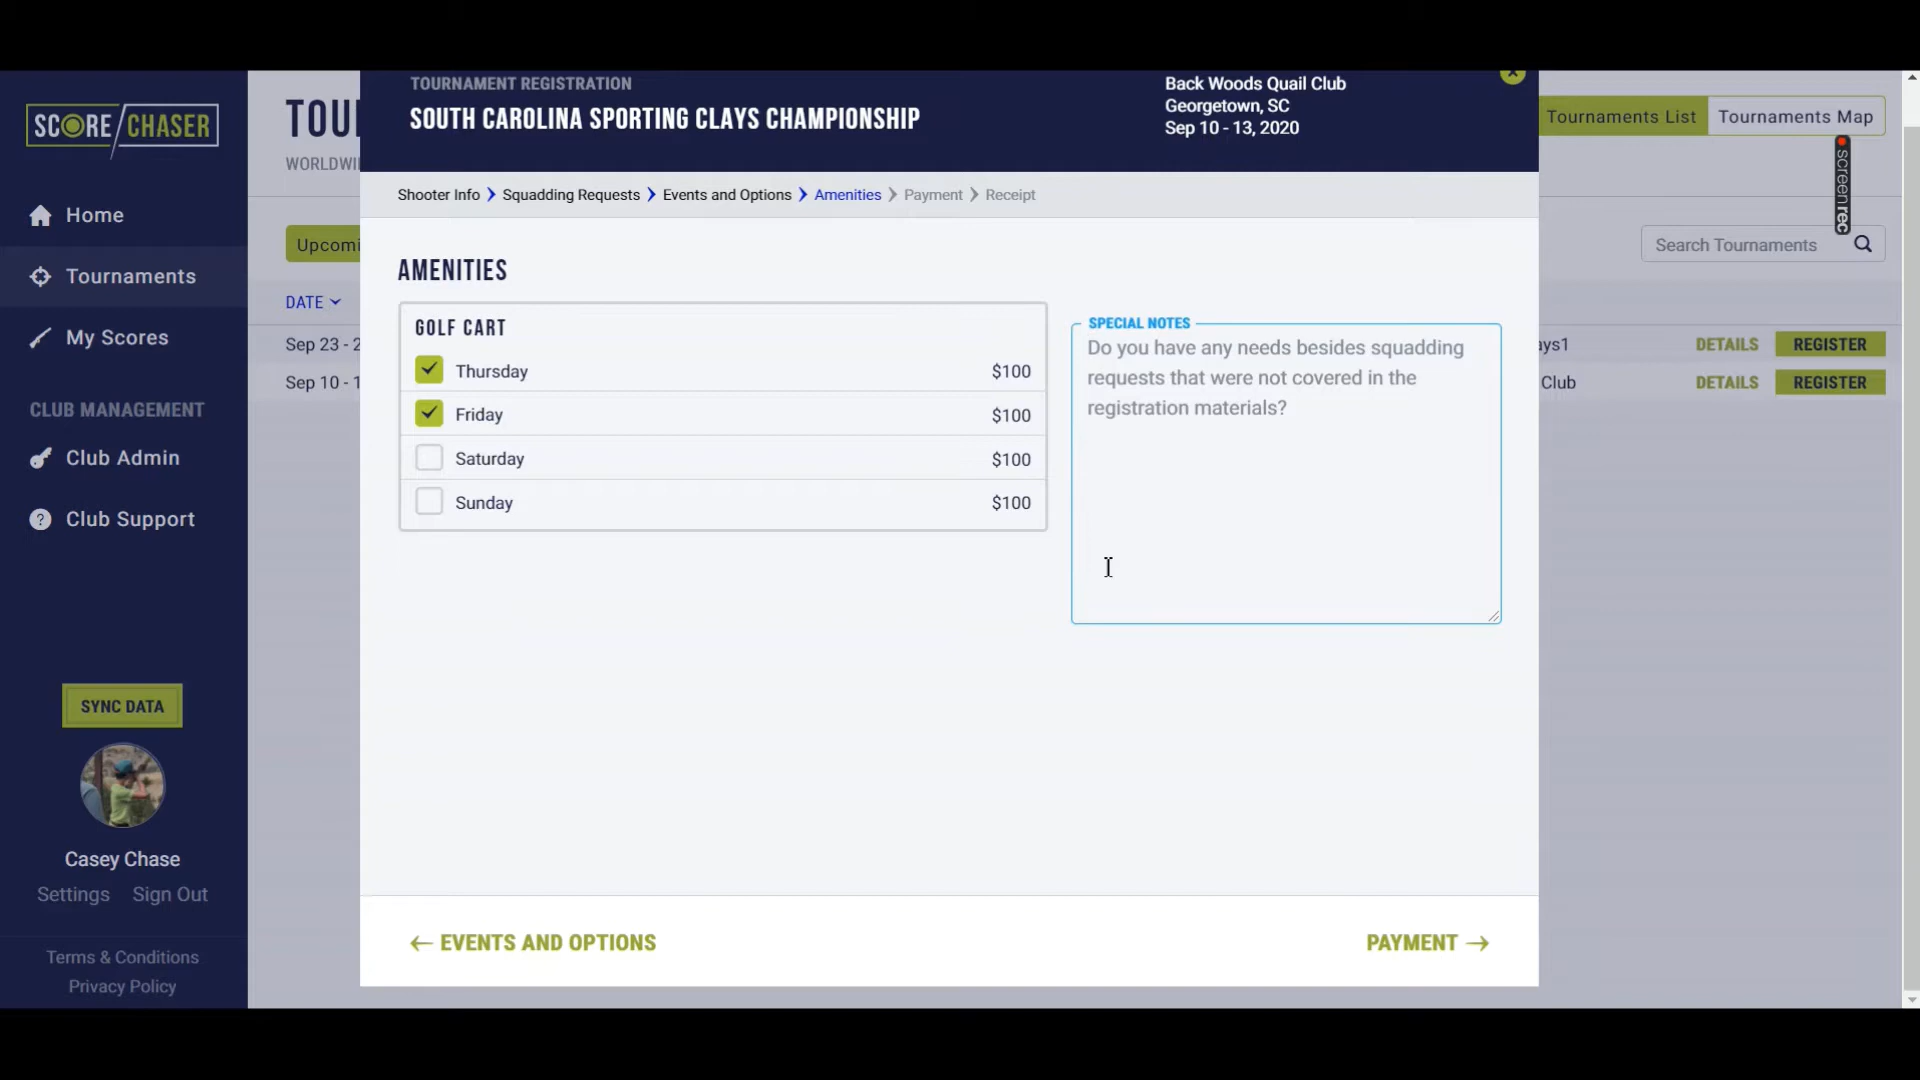 SCORE/CHASER
Home
Tournaments
My Scores
CLUB MANAGEMENT
Club Admin
Club Support
SYNC DATA
Casey Chase
Settings Sign Out
Terms & Conditions
Privacy Policy
TOU
WORLDWI
Upcomi
DATE
Sep 23 - 2
Sep 10 - 1
TOURNAMENT REGISTRATION
SOUTH CAROLINA SPORTING CLAYS CHAMPIONSHIP
Back Woods Quail Club
Georgetown, SC
Sep 10 - 13, 2020
Shooter Info > Squadding Requests > Events and Options > Amenities > Payment > Receipt
AMENITIES
GOLF CART
Thursday $100
Friday $100
Saturday $100
Sunday $100
SPECIAL NOTES
Do you have any needs besides squadding
requests that were not covered in the
registration materials?
← EVENTS AND OPTIONS
PAYMENT →
Tournaments List
Tournaments Map
screenrec
Search Tournaments
ays1 DETAILS REGISTER
Club DETAILS REGISTER